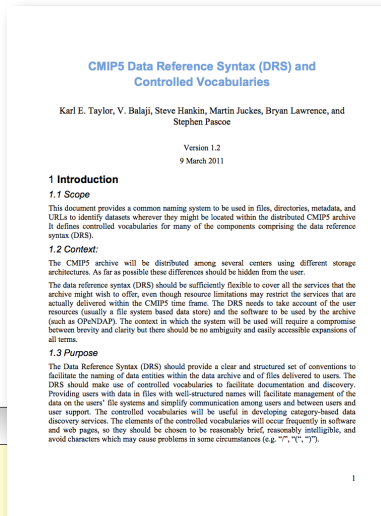 CMIP5 Data Reference Syntax (DRS) and
Controlled Vocabularies
Karl E. Taylor, V. Balaji, Steve Hankin, Martin Juckes, Bryan Lawrence, and
Stephen Pascoe
Version 1.2
9 March 2011
1 Introduction
1.1 Scope
This document provides a common naming system to be used in files, directories, metadata, and
URLs to identify datasets wherever they might be located within the distributed CMIP5 archive
It defines controlled vocabularies for many of the components comprising the data reference
syntax (DRS).
1.2 Context:
The CMIP5 archive will be distributed among several centers using different storage
architectures. As far as possible these differences should be hidden from the user.
The data reference syntax (DRS) should be sufficiently flexible to cover all the services that the
archive might wish to offer, even though resource limitations may restrict the services that are
actually delivered within the CMIP5 time frame. The DRS needs to take account of the user
resources (usually a file system based data store) and the software to be used by the archive
(such as OPeNDAP). The context in which the system will be used will require a compromise
between brevity and clarity but there should be no ambiguity and easily accessible expansions of
all terms.
1.3 Purpose
The Data Reference Syntax (DRS) should provide a clear and structured set of conventions to
facilitate the naming of data entities within the data archive and of files delivered to users. The
DRS should make use of controlled vocabularies to facilitate documentation and discovery.
Providing users with data in files with well-structured names will facilitate management of the
data on the users' file systems and simplify communication among users and between users and
user support. The controlled vocabularies will be useful in developing category-based data
discovery services. The elements of the controlled vocabularies will occur frequently in software
and web pages, so they should be chosen to be reasonably brief, reasonably intelligible, and
avoid characters which may cause problems in some circumstances (e.g. "/", "(", ")").
1